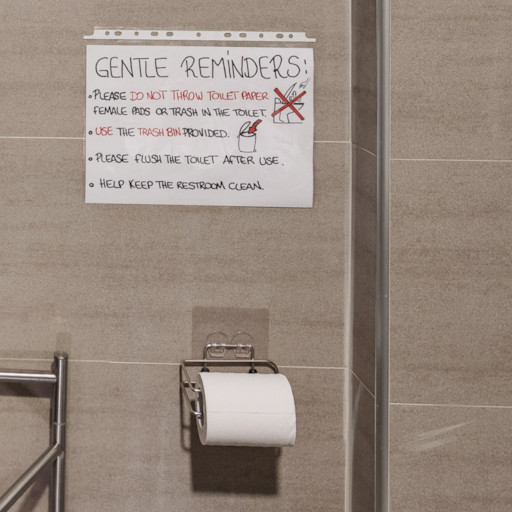 GENTLE REMINDERS:
• PLEASE DO NOT THROW TOILET PAPER
FEMALE PADS OR TRASH IN THE TOILET.
• USE THE TRASH BIN PROVIDED.
• PLEASE FLUSH THE TOILET AFTER USE.
• HELP KEEP THE RESTROOM CLEAN.